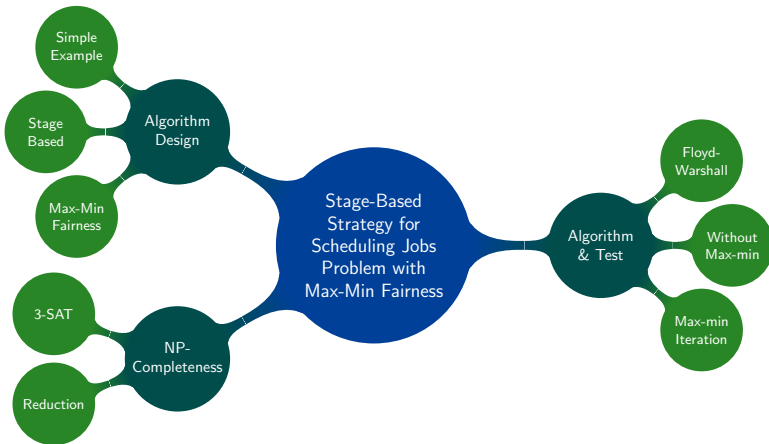 Simple
Example
Stage
Based
Max-Min
Fairness
Algorithm
Design
3-SAT
Reduction
NP-
Completeness
Stage-Based
Strategy for
Scheduling Jobs
Problem with
Max-Min Fairness
Algorithm
& Test
Floyd-
Warshall
Without
Max-min
Max-min
Iteration